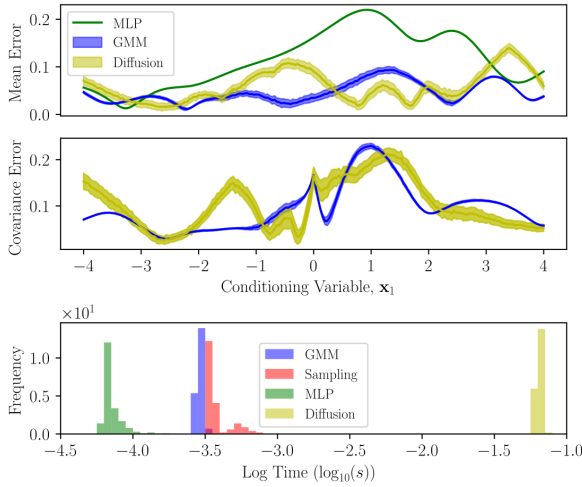 Mean Error
0.2
0.1
0.0
MLP
GMM
Diffusion
Covariance Error
0.2
0.1
−4 −3 −2 −1 0 1 2 3 4
Conditioning Variable, x₁
×10¹
Frequency
1.0
0.5
0.0
GMM
Sampling
MLP
Diffusion
−4.5 −4.0 −3.5 −3.0 −2.5 −2.0 −1.5 −1.0
Log Time (log₁₀(s))